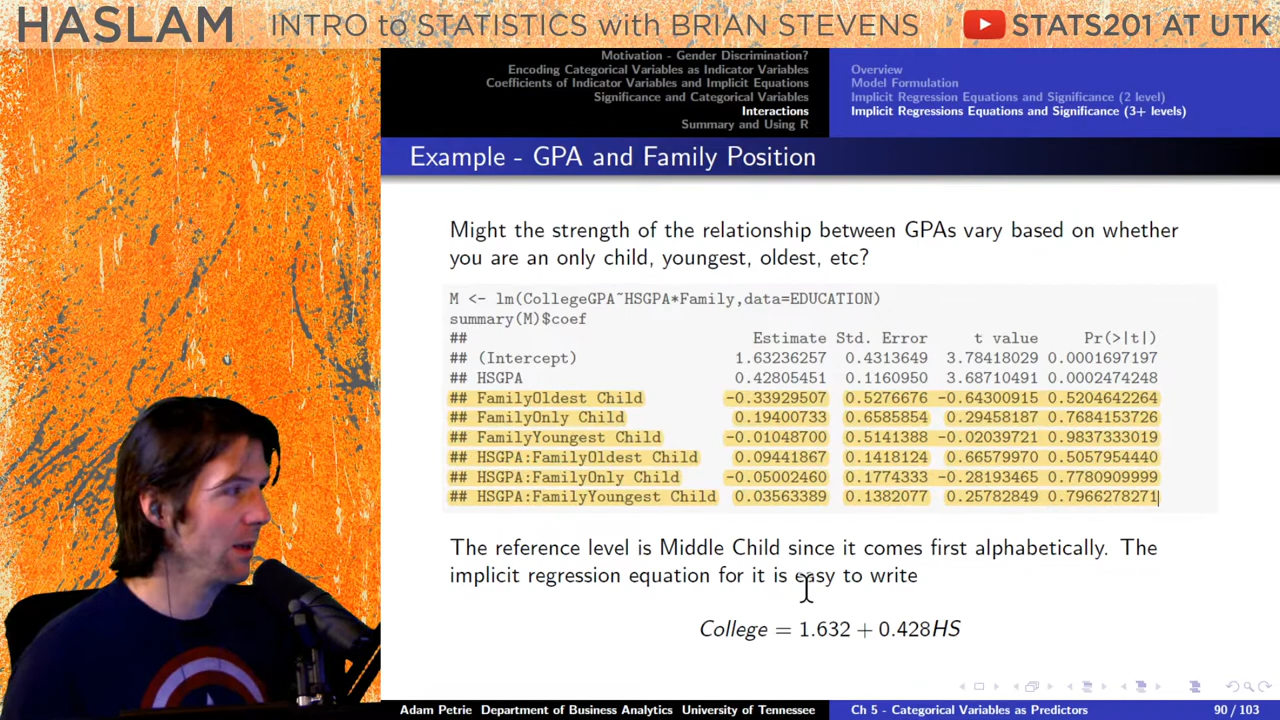 HASLAM INTRO to STATISTICS with BRIAN STEVENS STATS201 AT UTK
Motivation - Gender Discrimination?
Encoding Categorical Variables as Indicator Variables
Coefficients of Indicator Variables and Implicit Equations
Significance and Categorical Variables
Interactions
Summary and Using R
Overview
Model Formulation
Implicit Regression Equations and Significance (2 level)
Implicit Regressions Equations and Significance (3+ levels)
Example - GPA and Family Position
Might the strength of the relationship between GPAs vary based on whether
you are an only child, youngest, oldest, etc?
M <- lm(CollegeGPA~HSGPA*Family,data=EDUCATION)
summary(M)$coef
## Estimate Std. Error t value Pr(>|t|)
## (Intercept) 1.63236257 0.4313649 3.78418029 0.0001697197
## HSGPA 0.42805451 0.1160950 3.68710491 0.0002474248
## FamilyOldest Child -0.33929507 0.5276676 -0.64300915 0.5204642264
## FamilyOnly Child 0.19400733 0.6585854 0.29458187 0.7684153726
## FamilyYoungest Child -0.01048700 0.5141388 -0.02039721 0.9837333019
## HSGPA:FamilyOldest Child 0.09441867 0.1418124 0.66579970 0.5057954440
## HSGPA:FamilyOnly Child -0.05002460 0.1774333 -0.28193465 0.7780909999
## HSGPA:FamilyYoungest Child 0.03563389 0.1382077 0.25782849 0.7966278271
The reference level is Middle Child since it comes first alphabetically. The
implicit regression equation for it is easy to write
College = 1.632 + 0.428HS
Adam Petrie Department of Business Analytics University of Tennessee Ch 5 - Categorical Variables as Predictors 90 / 103